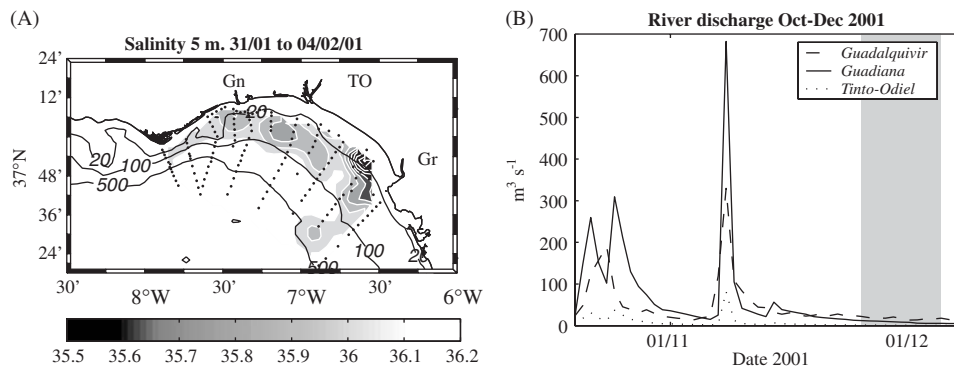 (A)
Salinity 5 m. 31/01 to 04/02/01
24'
12'
37°N
48'
36'
24'
Gn
TO
Gr
20
20
100
500
100
500
20
30'
8°W
30'
7°W
30'
6°W
35.5 35.6 35.7 35.8 35.9 36 36.1 36.2
(B)
River discharge Oct-Dec 2001
Guadalquivir
Guadiana
Tinto-Odiel
m³ s⁻¹
700
600
500
400
300
200
100
0
01/11
01/12
Date 2001